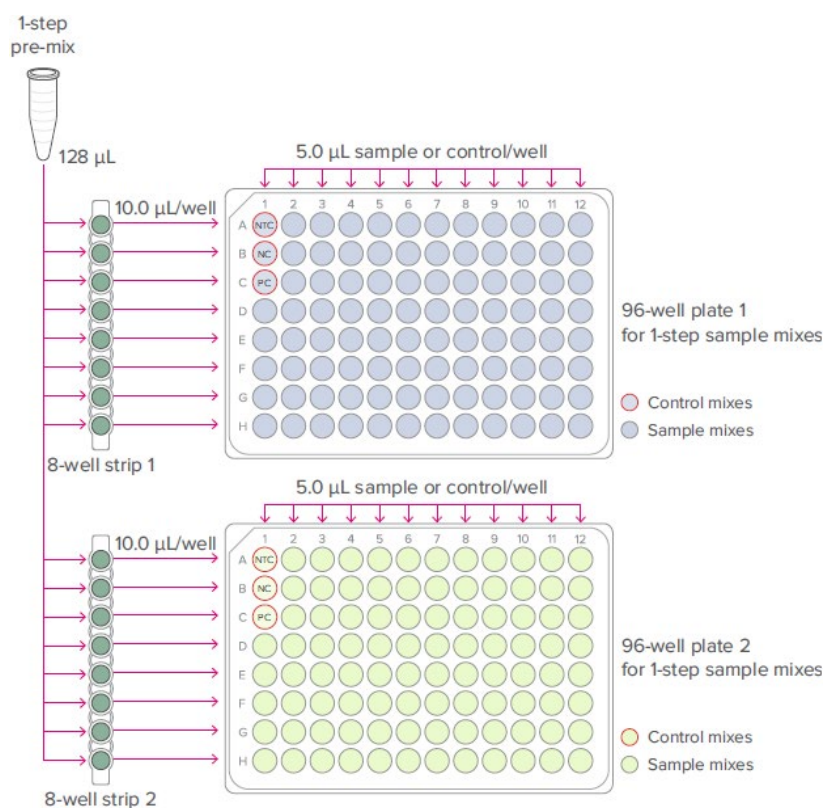 1-step
pre-mix
128 µL
5.0 µL sample or control/well
10.0 µL/well
1 2 3 4 5 6 7 8 9 10 11 12
A NTC
B NC
C PC
D
E
F
G
H
8-well strip 1
96-well plate 1
for 1-step sample mixes
Control mixes
Sample mixes
5.0 µL sample or control/well
10.0 µL/well
1 2 3 4 5 6 7 8 9 10 11 12
A NTC
B NC
C PC
D
E
F
G
H
8-well strip 2
96-well plate 2
for 1-step sample mixes
Control mixes
Sample mixes